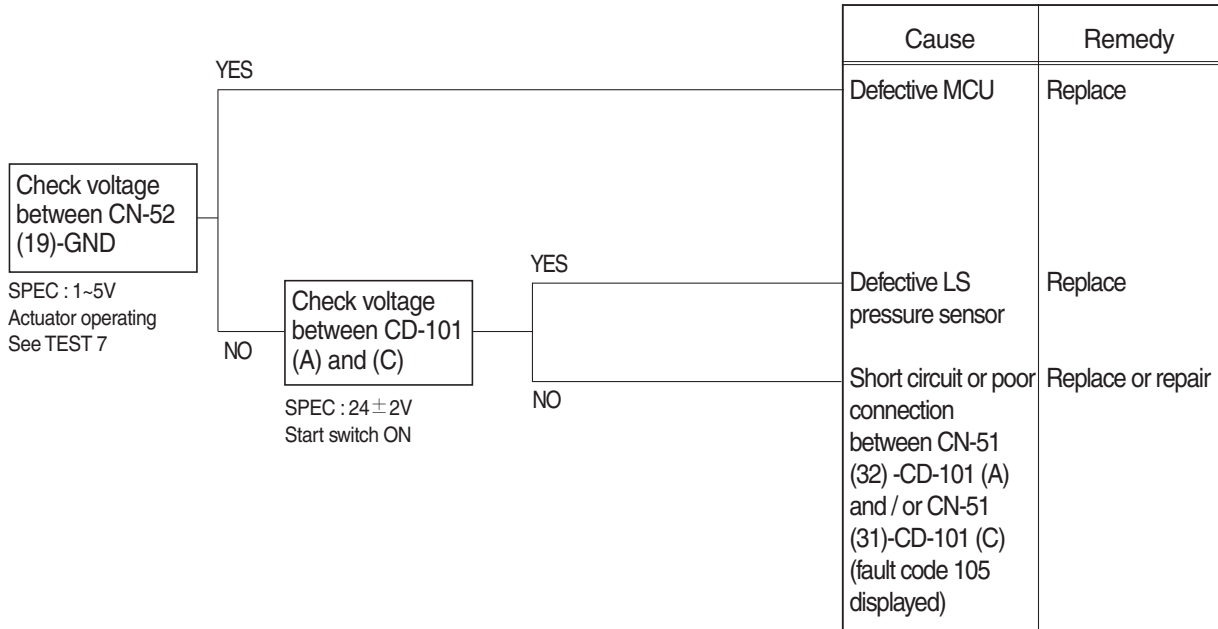 Cause
Remedy
YES
Defective MCU
Replace
Check voltage
between CN-52
(19)-GND
SPEC : 1~5V
Actuator operating
See TEST 7
NO
Check voltage
between CD-101
(A) and (C)
SPEC : 24±2V
Start switch ON
YES
Defective LS
pressure sensor
Replace
NO
Short circuit or poor
connection
between CN-51
(32) -CD-101 (A)
and / or CN-51
(31)-CD-101 (C)
(fault code 105
displayed)
Replace or repair